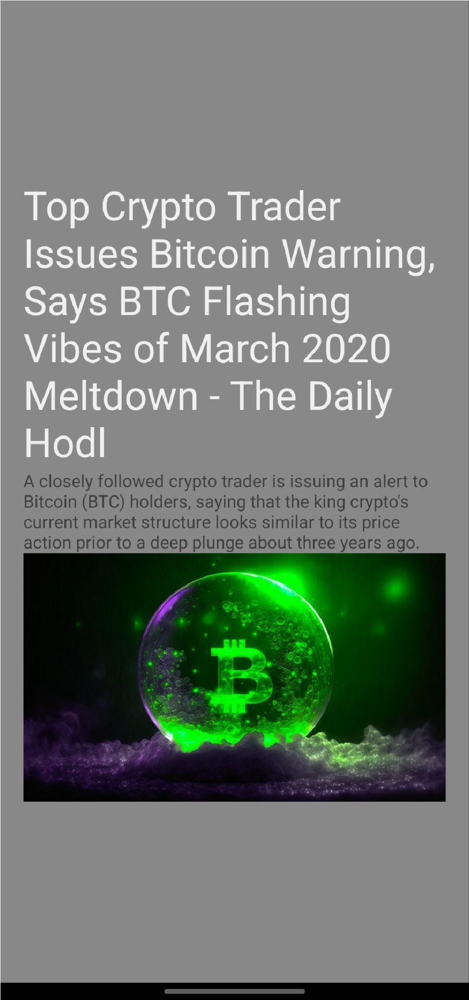 Top Crypto Trader
Issues Bitcoin Warning,
Says BTC Flashing
Vibes of March 2020
Meltdown - The Daily
Hodl
A closely followed crypto trader is issuing an alert to
Bitcoin (BTC) holders, saying that the king crypto's
current market structure looks similar to its price
action prior to a deep plunge about three years ago.